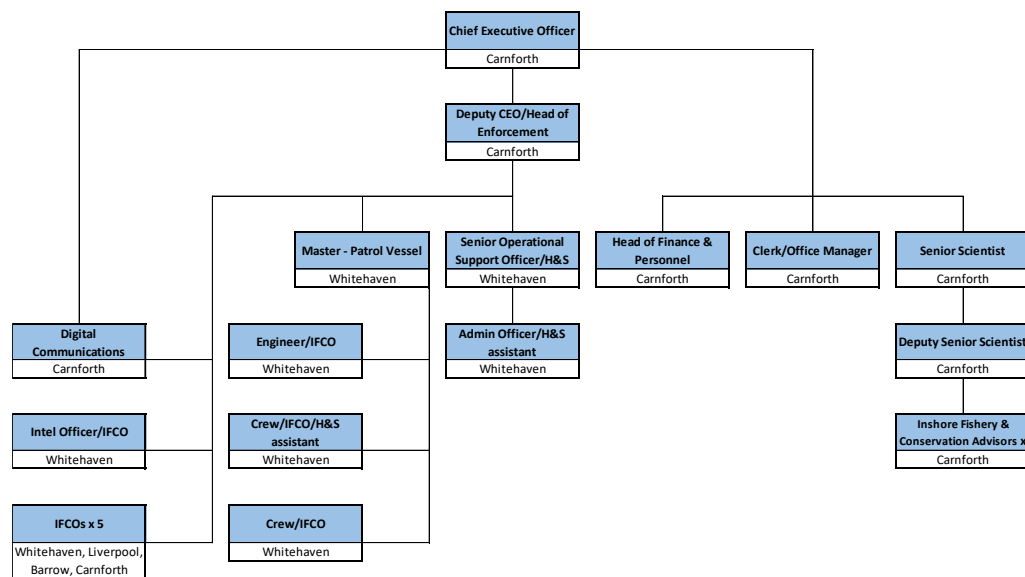 Chief Executive Officer
Carnforth
Deputy CEO/Head of
Enforcement
Carnforth
Master - Patrol Vessel
Whitehaven
Senior Operational
Support Officer/H&S
Whitehaven
Head of Finance &
Personnel
Carnforth
Clerk/Office Manager
Carnforth
Senior Scientist
Carnforth
Digital
Communications
Carnforth
Engineer/IFCO
Whitehaven
Admin Officer/H&S
assistant
Whitehaven
Deputy Senior Scientist
Carnforth
Intel Officer/IFCO
Whitehaven
Crew/IFCO/H&S
assistant
Whitehaven
Inshore Fishery &
Conservation Advisors x
Carnforth
IFCOs x 5
Whitehaven, Liverpool,
Barrow, Carnforth
Crew/IFCO
Whitehaven